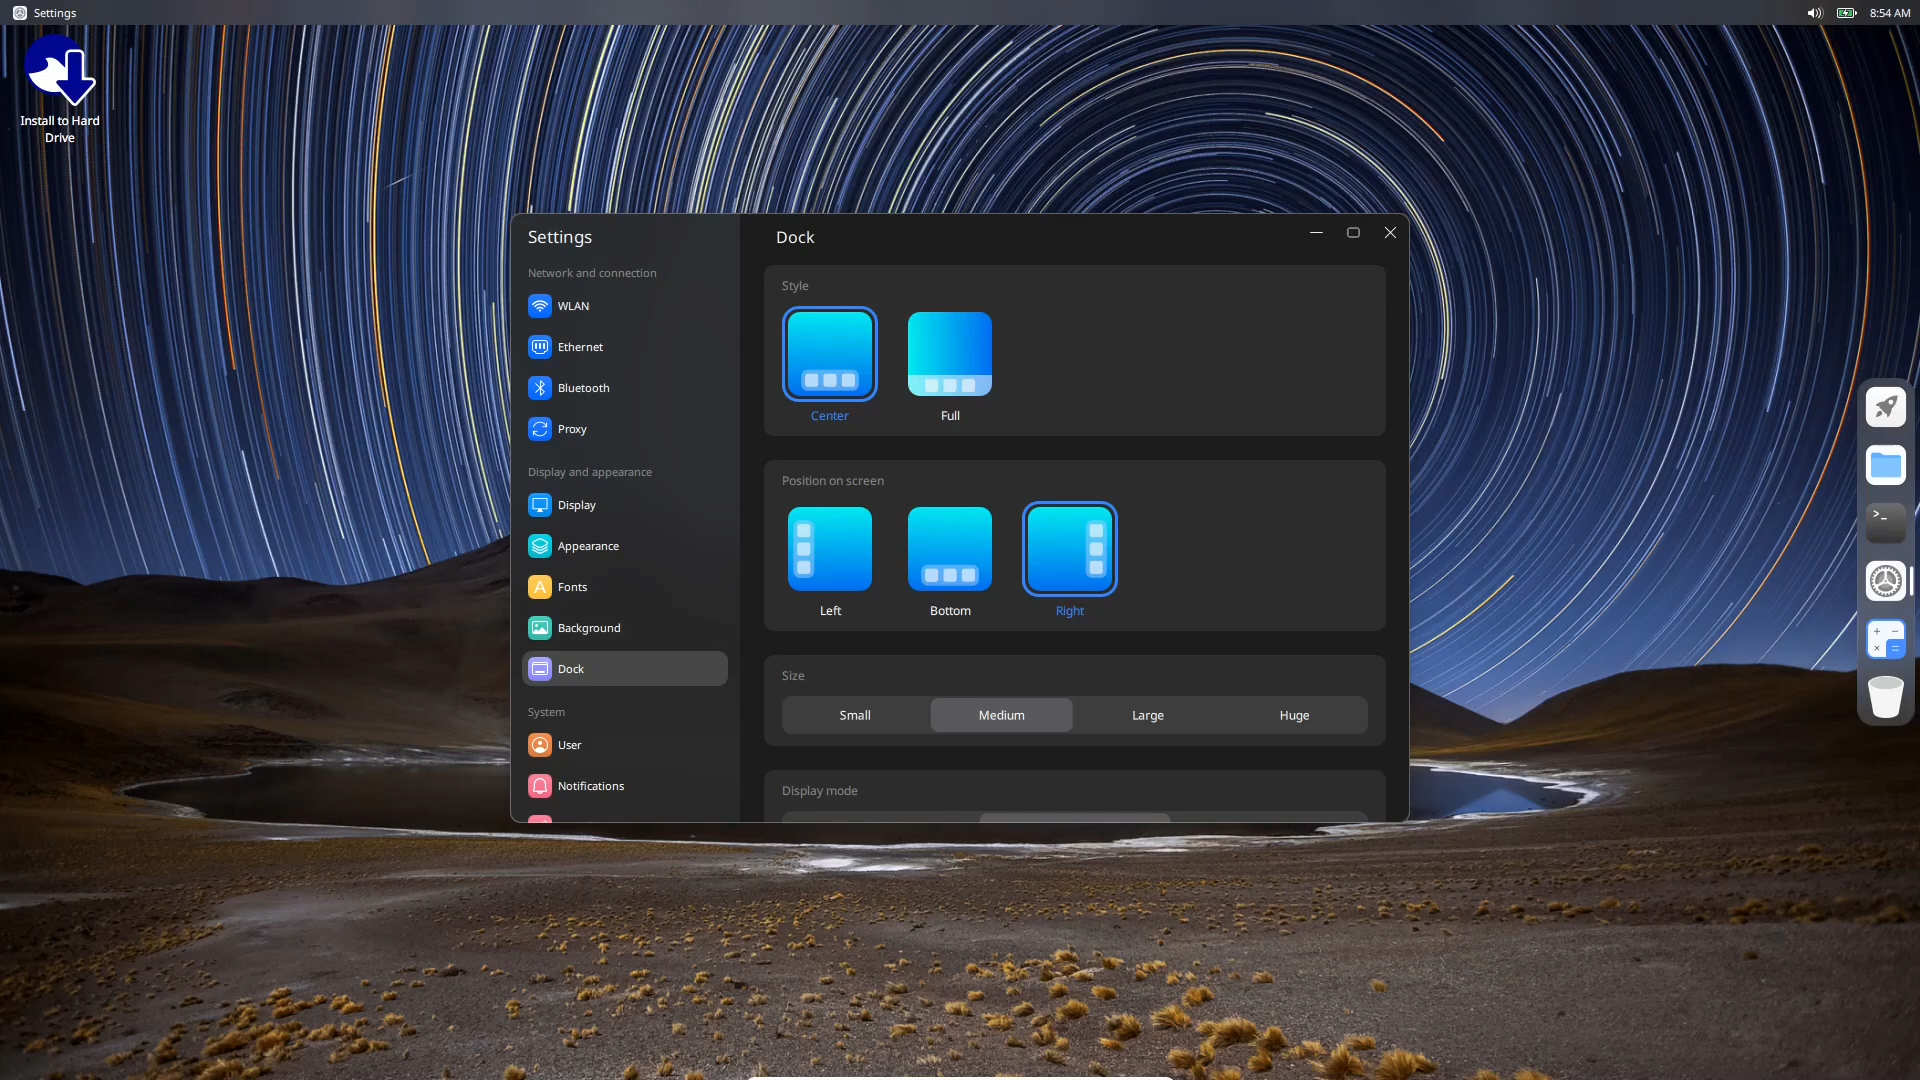 Settings
8:54 AM
Install to Hard
Drive
Settings
Network and connection
WLAN
Ethernet
Bluetooth
Proxy
Display and appearance
Display
Appearance
Fonts
Background
Dock
System
User
Notifications
Dock
Style
Center
Full
Position on screen
Left
Bottom
Right
Size
Small
Medium
Large
Huge
Display mode